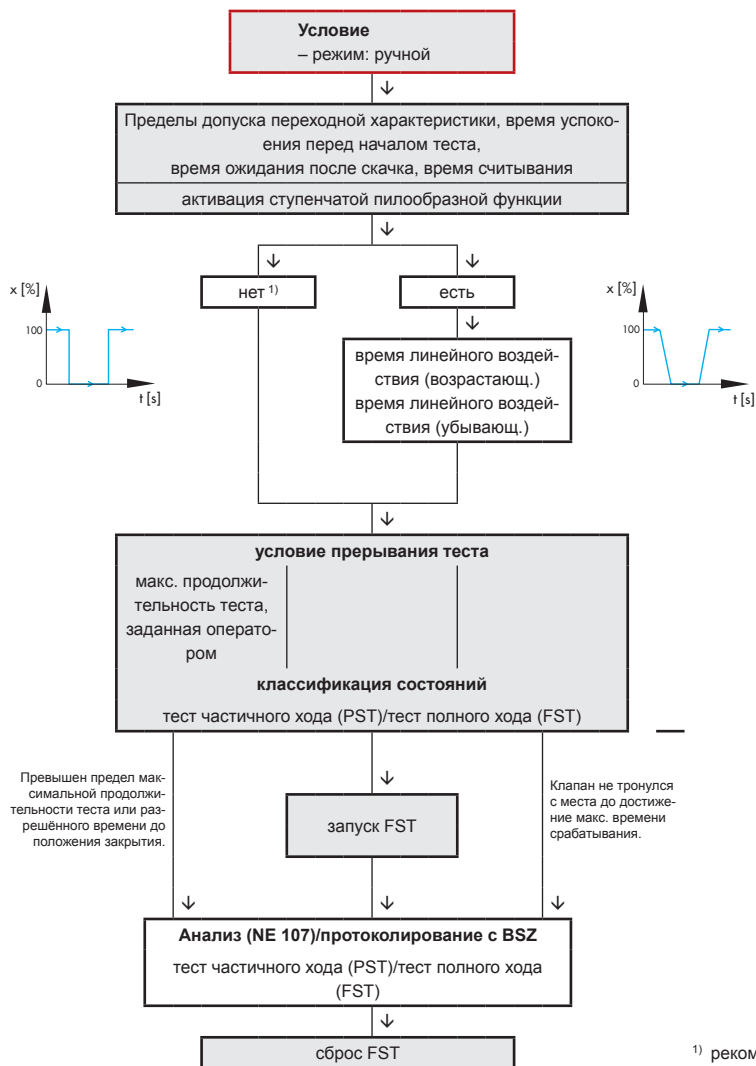 Условие
– режим: ручной
Пределы допуска переходной характеристики, время успоко-
ения перед началом теста,
время ожидания после скачка, время считывания
активация ступенчатой пилообразной функции
x [%]
100
0
t [s]
нет 1)
есть
x [%]
100
0
t [s]
время линейного воздей-
ствия (возрастающ.)
время линейного воздей-
ствия (убывающ.)
условие прерывания теста
макс. продолжи-
тельность теста,
заданная операто-
ром
классификация состояний
тест частичного хода (PST)/тест полного хода (FST)
Превышен предел мак-
симальной продолжи-
тельности теста или раз-
решённого времени до
положения закрытия.
запуск FST
Клапан не тронулся
с места до достиже-
ние макс. времени
срабатывания.
Анализ (NE 107)/протоколирование с BSZ
тест частичного хода (PST)/тест полного хода
(FST)
сброс FST
1) реком